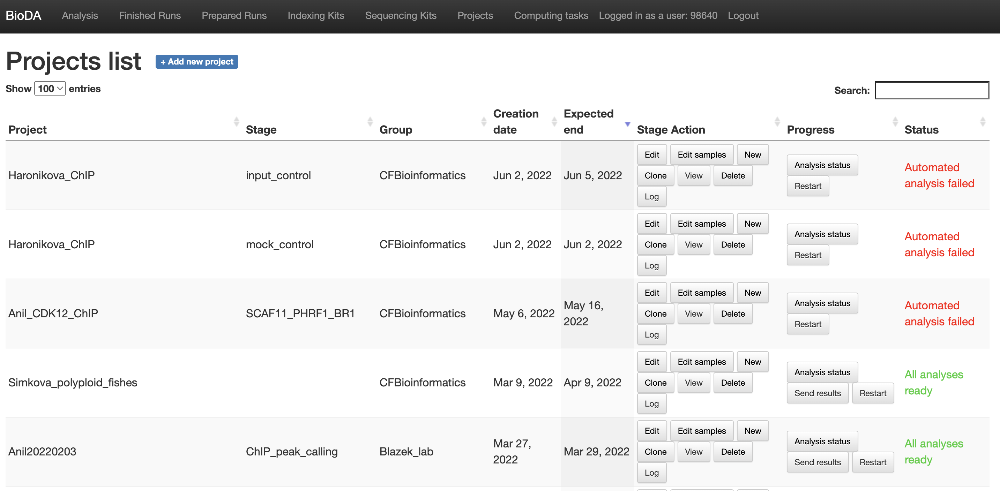 BioDA Analysis Finished Runs Prepared Runs Indexing Kits Sequencing Kits Projects Computing tasks Logged in as a user: 98640 Logout
Projects list + Add new project
Show 100 entries
Search:
Project Stage Group Creation date Expected end Stage Action Progress Status
Haronikova_ChIP input_control CFBioinformatics Jun 2, 2022 Jun 5, 2022
Edit Edit samples New
Clone View Delete
Log
Analysis status
Restart
Automated
analysis failed
Haronikova_ChIP mock_control CFBioinformatics Jun 2, 2022 Jun 2, 2022
Edit Edit samples New
Clone View Delete
Log
Analysis status
Restart
Automated
analysis failed
Anil_CDK12_ChIP SCAF11_PHRF1_BR1 CFBioinformatics May 6, 2022
May 16,
2022
Edit Edit samples New
Clone View Delete
Log
Analysis status
Restart
Automated
analysis failed
Simkova_polyploid_fishes CFBioinformatics Mar 9, 2022 Apr 9, 2022
Edit Edit samples New
Clone View Delete
Log
Analysis status
Send results Restart
All analyses
ready
Anil20220203 ChIP_peak_calling Blazek_lab
Mar 27,
2022
Mar 29, 2022
Edit Edit samples New
Clone View Delete
Log
Analysis status
Send results Restart
All analyses
ready